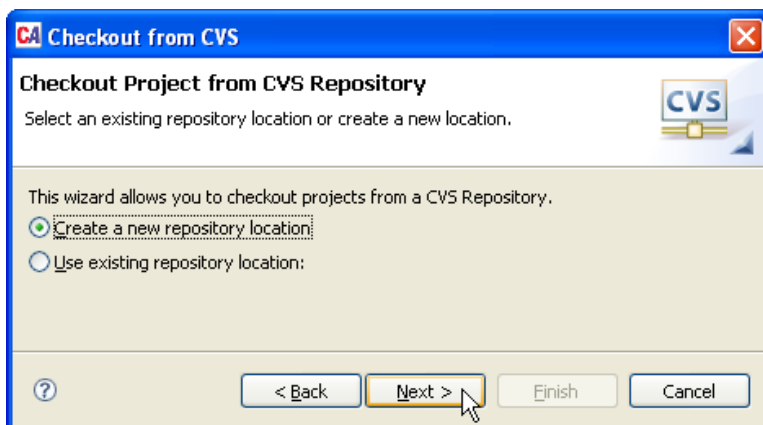 CA Checkout from CVS
Checkout Project from CVS Repository
Select an existing repository location or create a new location.
CVS
This wizard allows you to checkout projects from a CVS Repository.
Create a new repository location
Use existing repository location:
? < Back Next > Finish Cancel